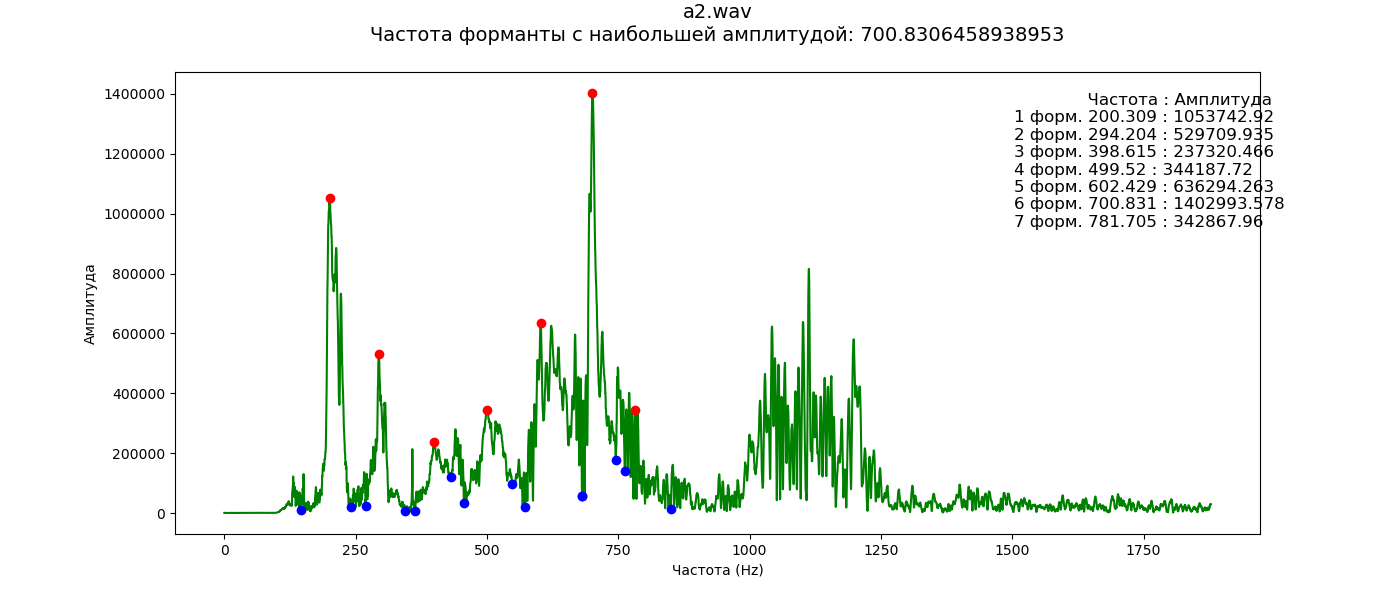 a2.wav
Частота форманты с наибольшей амплитудой: 700.8306458938953
Частота : Амплитуда
1 форм. 200.309 : 1053742.92
2 форм. 294.204 : 529709.935
3 форм. 398.615 : 237320.466
4 форм. 499.52 : 344187.72
5 форм. 602.429 : 636294.263
6 форм. 700.831 : 1402993.578
7 форм. 781.705 : 342867.96
Амплитуда
1400000
1200000
1000000
800000
600000
400000
200000
0
0 250 500 750 1000 1250 1500 1750
Частота (Hz)